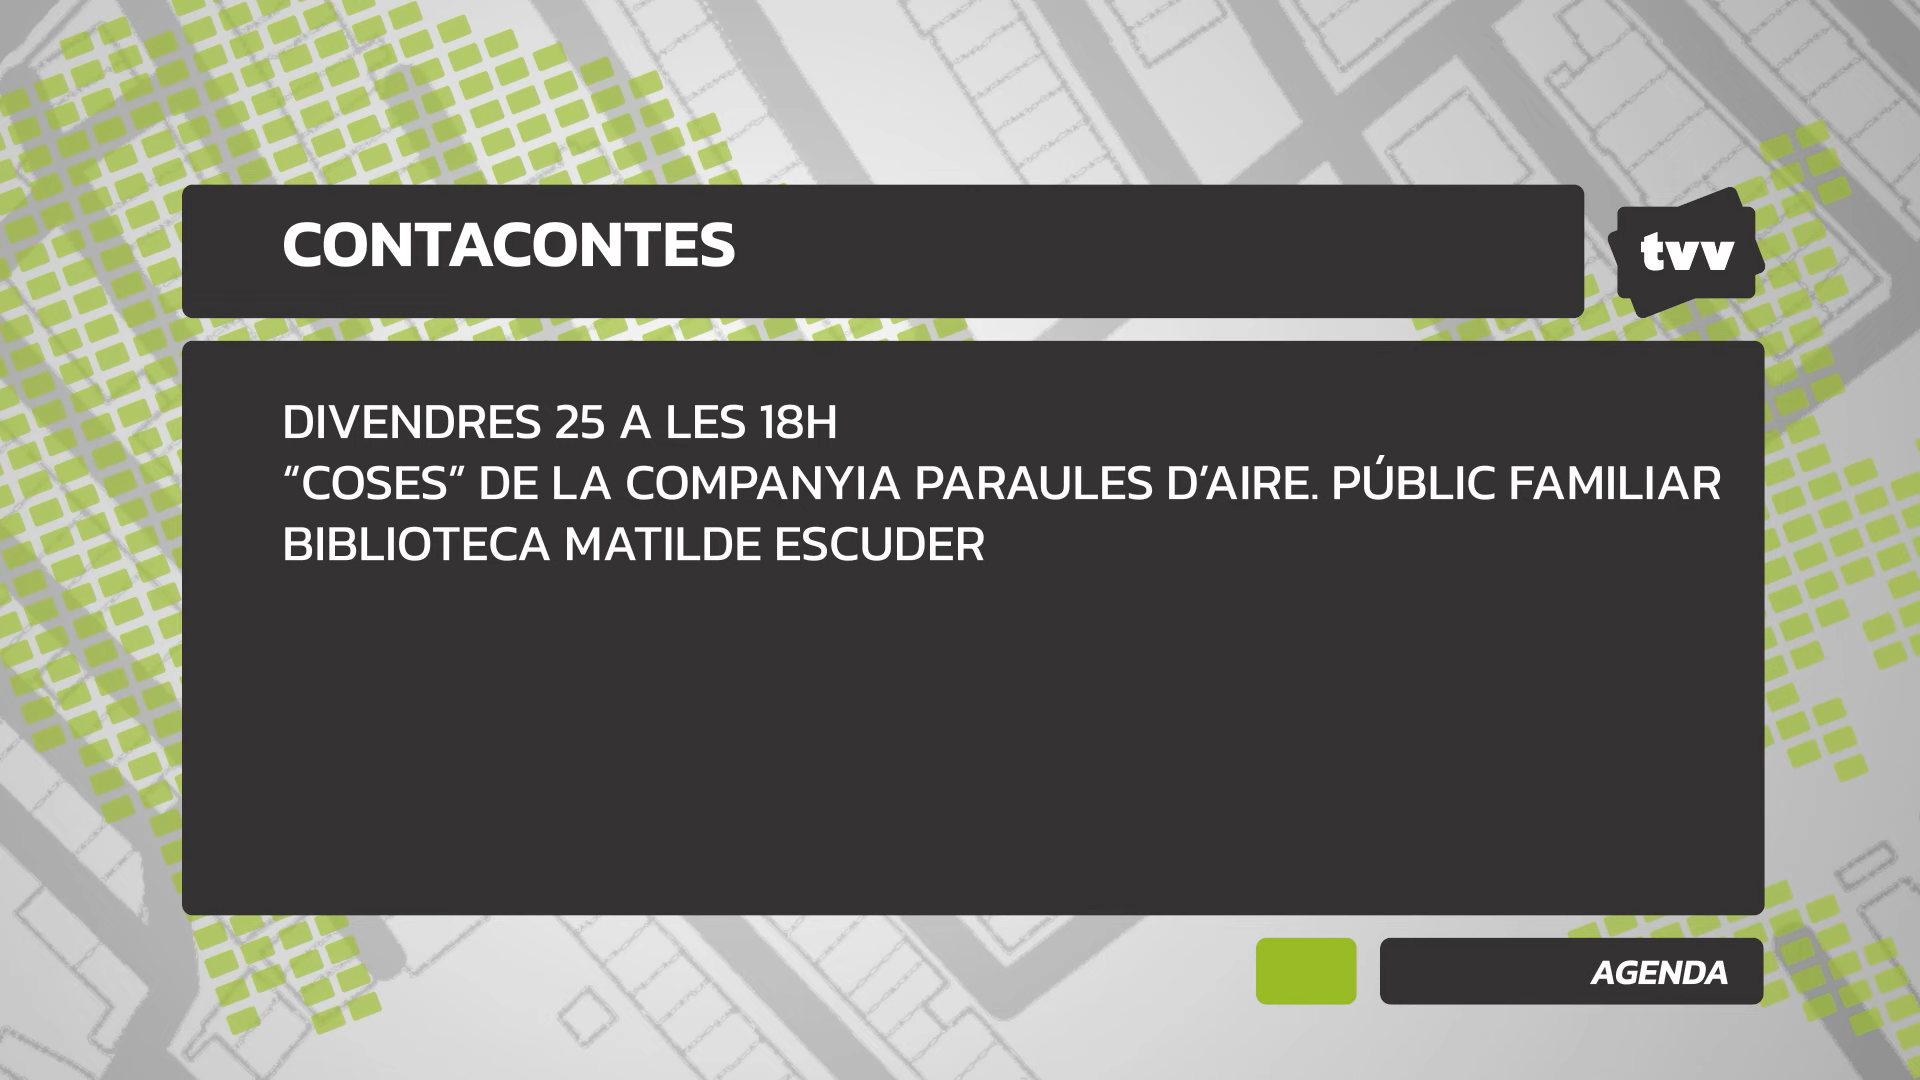 CONTACONTES
tvv
DIVENDRES 25 A LES 18H
“COSES” DE LA COMPANYIA PARAULES D’AIRE. PÚBLIC FAMILIAR
BIBLIOTECA MATILDE ESCUDER
AGENDA